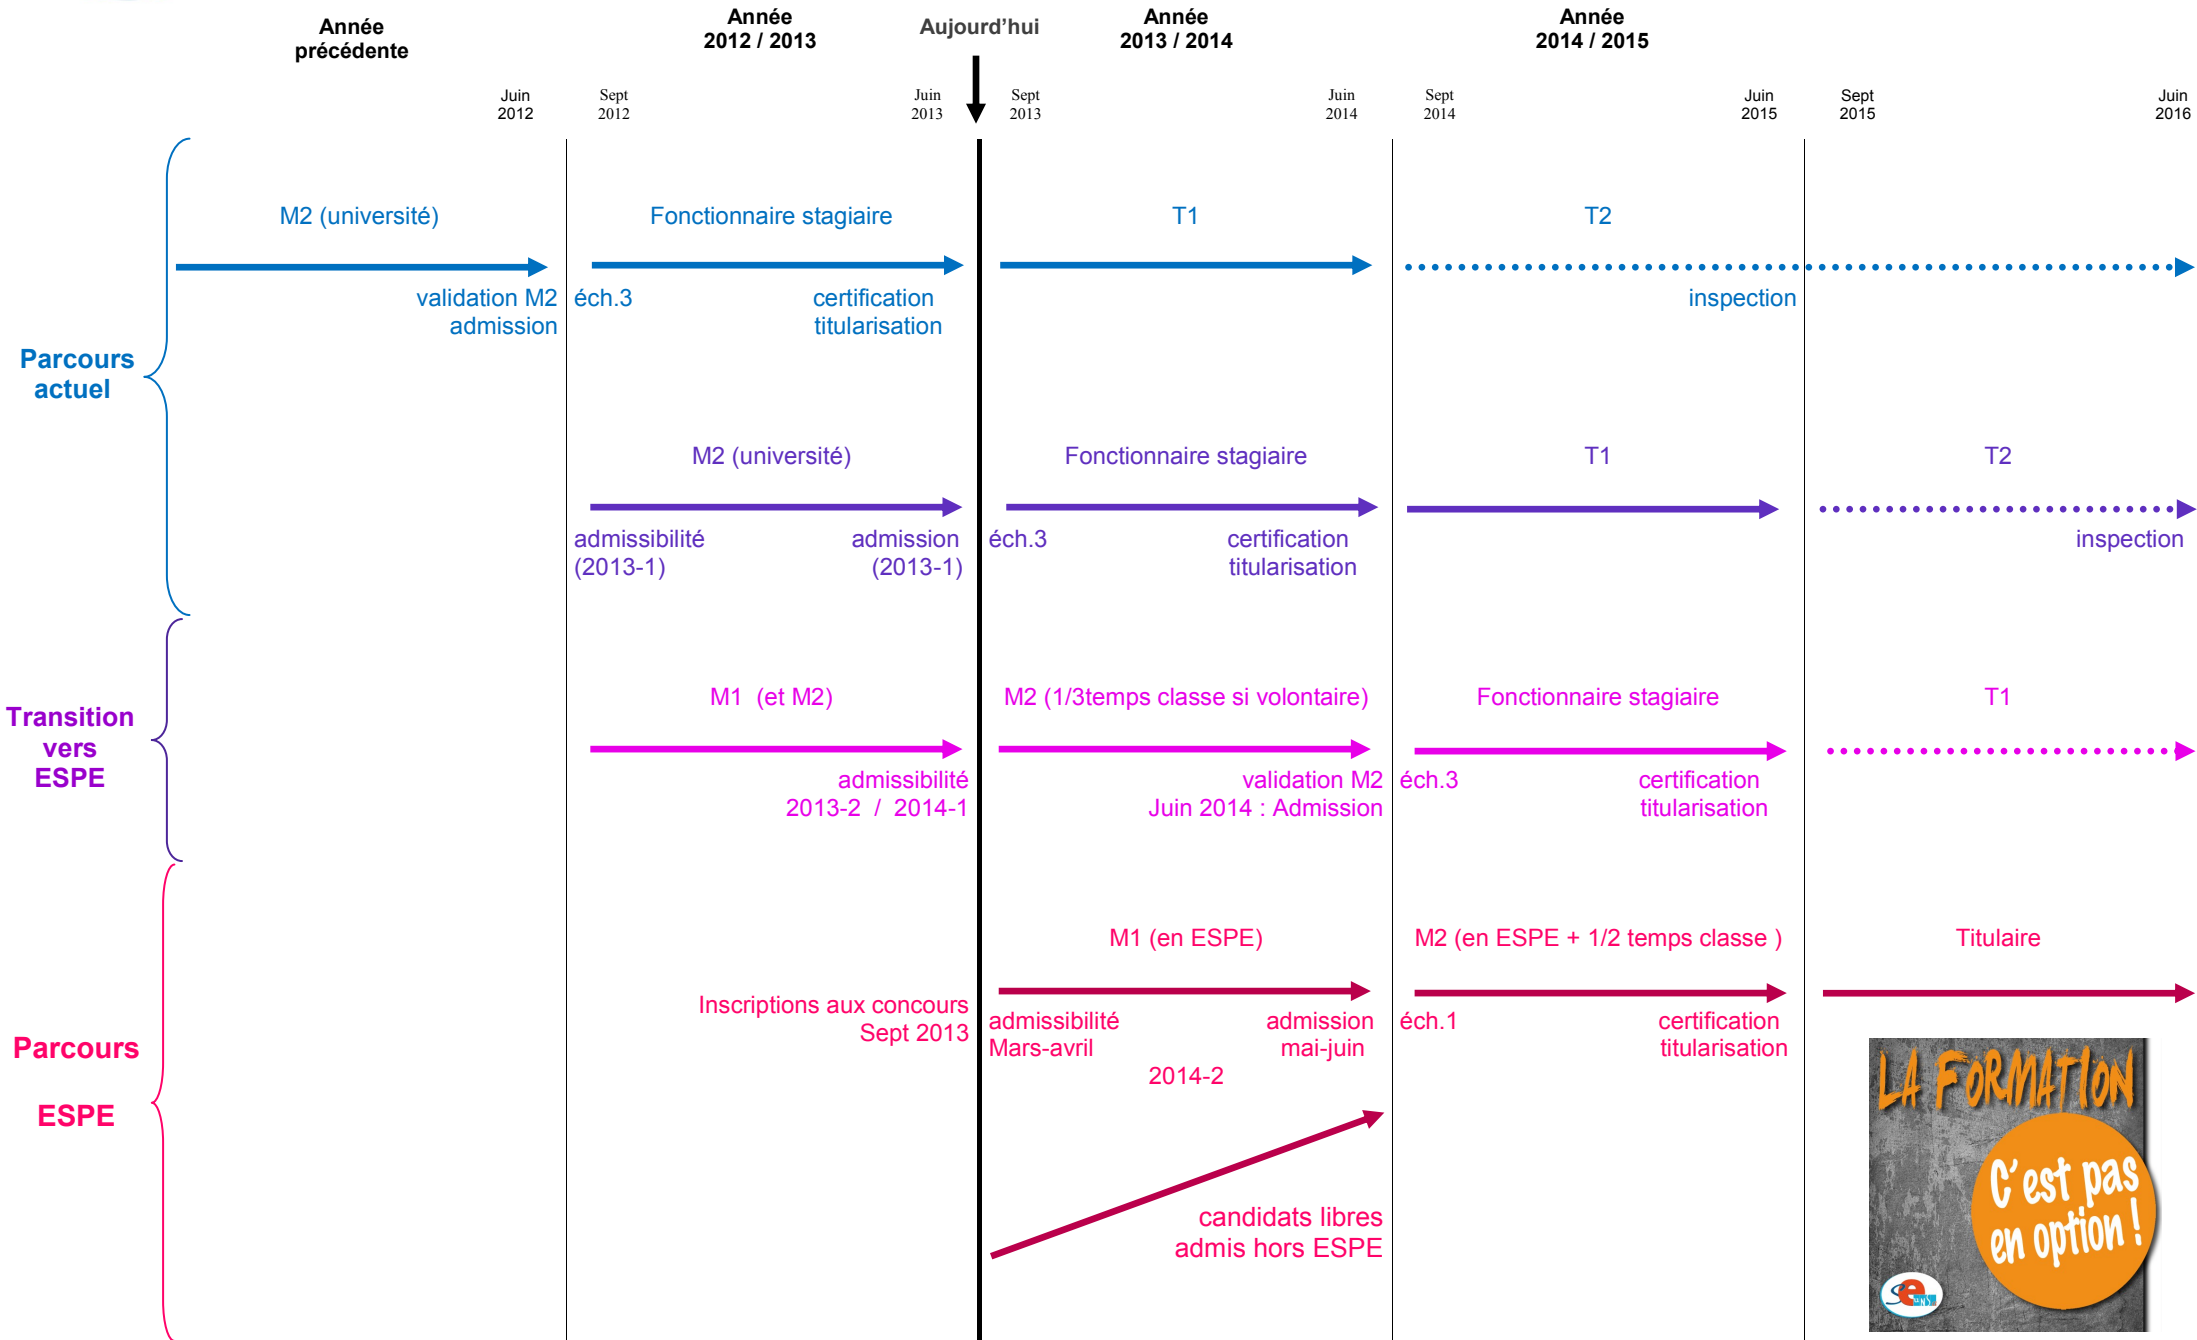 Année
précédente
Année
2012 / 2013
Aujourd'hui
Année
2013 / 2014
Année
2014 / 2015
Juin
2012
Sept
2012
Juin
2013
Sept
2013
Juin
2014
Sept
2014
Juin
2015
Sept
2015
Juin
2016
Parcours
actuel
M2 (université)
Fonctionnaire stagiaire
T1
T2
validation M2
admission
éch.3
certification
titularisation
inspection
M2 (université)
Fonctionnaire stagiaire
T1
T2
admissibilité
(2013-1)
admission
(2013-1)
éch.3
certification
titularisation
inspection
Transition
vers
ESPE
M1 (et M2)
M2 (1/3temps classe si volontaire)
Fonctionnaire stagiaire
T1
admissibilité
2013-2 / 2014-1
validation M2
Juin 2014 : Admission
éch.3
certification
titularisation
Parcours
ESPE
M1 (en ESPE)
M2 (en ESPE + 1/2 temps classe )
Titulaire
Inscriptions aux concours
Sept 2013
admissibilité
Mars-avril
admission
mai-juin
2014-2
éch.1
certification
titularisation
candidats libres
admis hors ESPE
LA FORMATION
C'est pas
en option !
Se